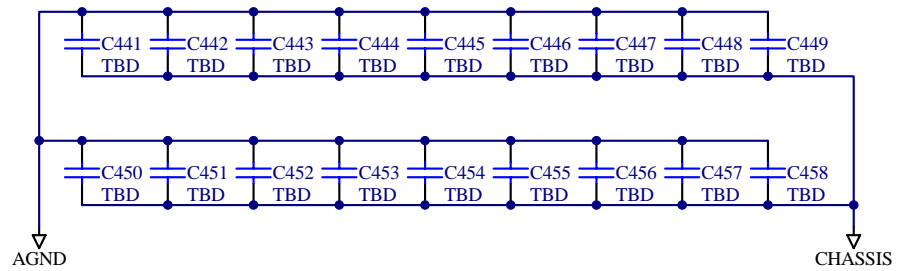 C441 C442 C443 C444 C445 C446 C447 C448 C449
TBD TBD TBD TBD TBD TBD TBD TBD TBD
C450 C451 C452 C453 C454 C455 C456 C457 C458
TBD TBD TBD TBD TBD TBD TBD TBD TBD
AGND CHASSIS